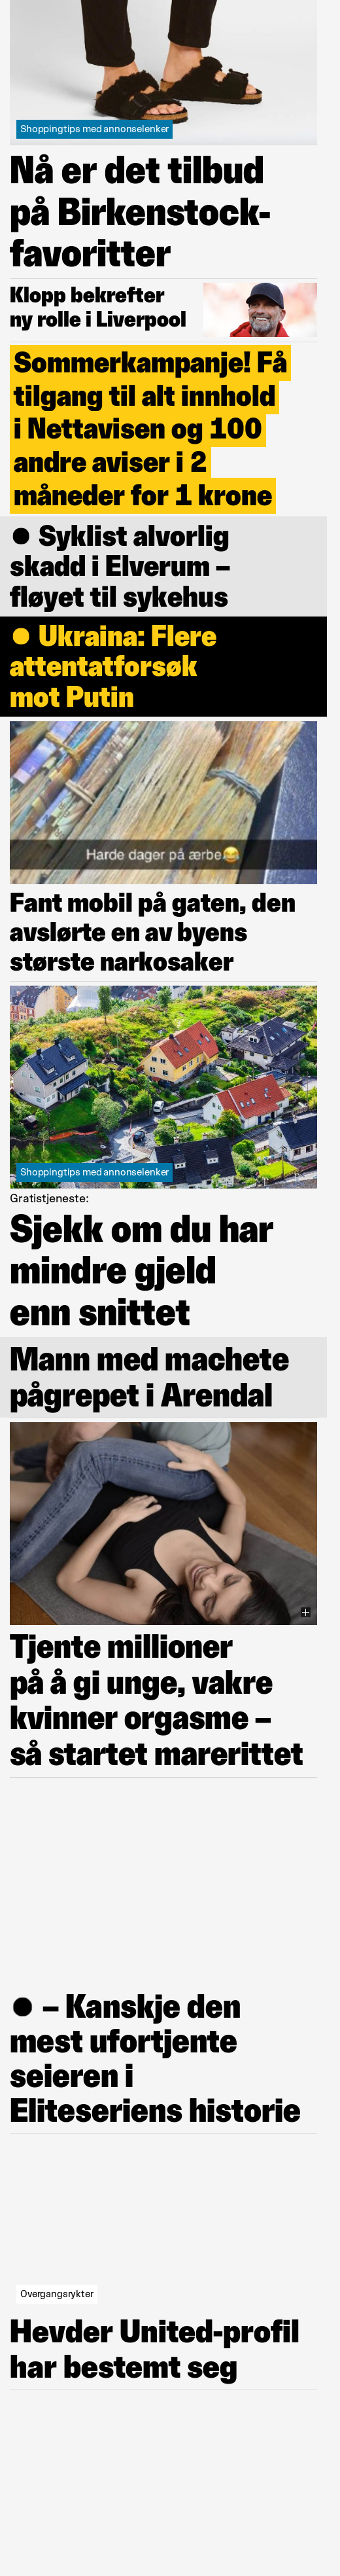 Shoppingtips med annonselenker
Nå er det tilbud
på Birkenstock-
favoritter
Klopp bekrefter
ny rolle i Liverpool
Sommerkampanje! Få
tilgang til alt innhold
i Nettavisen og 100
andre aviser i 2
måneder for 1 krone
● Syklist alvorlig
skadd i Elverum –
fløyet til sykehus
● Ukraina: Flere
attentatforsøk
mot Putin
Harde dager på ærbe😂
Fant mobil på gaten, den
avslørte en av byens
største narkosaker
Shoppingtips med annonselenker
Gratistjeneste:
Sjekk om du har
mindre gjeld
enn snittet
Mann med machete
pågrepet i Arendal
Tjente millioner
på å gi unge, vakre
kvinner orgasme –
så startet marerittet
● – Kanskje den
mest ufortjente
seieren i
Eliteseriens historie
Overgangsrykter
Hevder United-profil
har bestemt seg